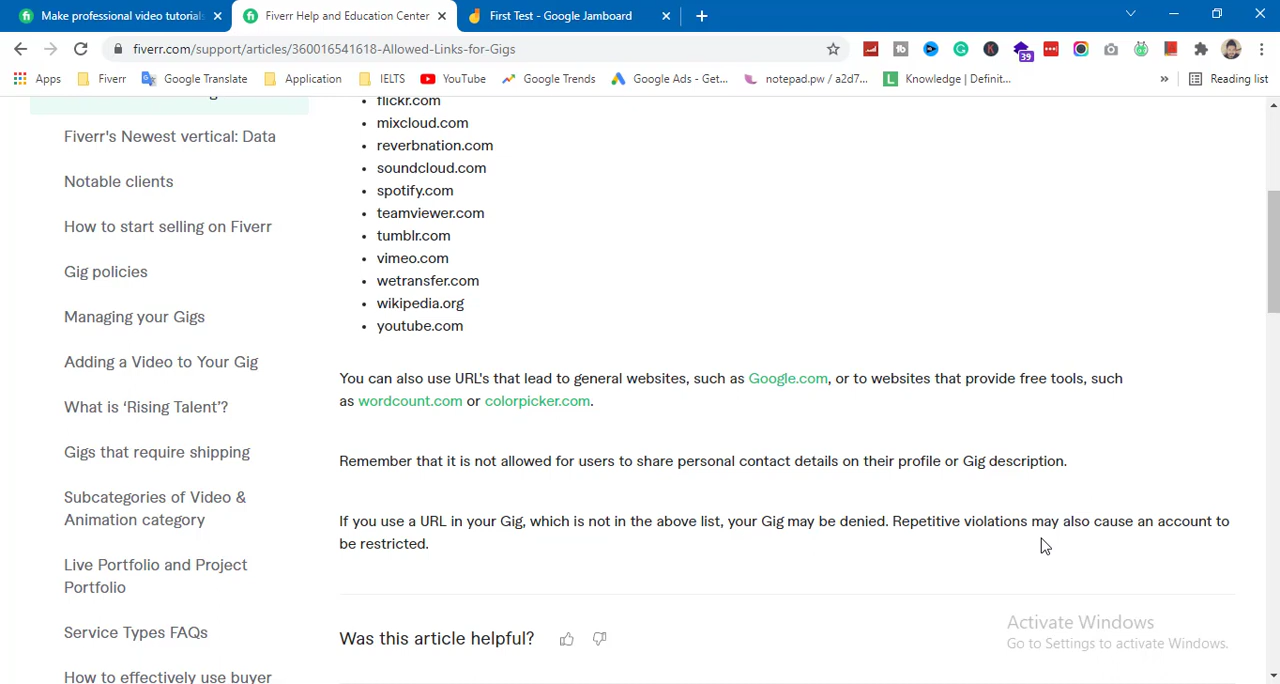 Make professional video tutorials
Fiverr Help and Education Center
First Test - Google Jamboard
fiverr.com/support/articles/360016541618-Allowed-Links-for-Gigs
39
Apps
Fiverr
Google Translate
Application
IELTS
YouTube
Google Trends
Google Ads - Get...
notepad.pw / a2d7...
Knowledge | Definit...
»
Reading list
flickr.com
mixcloud.com
reverbnation.com
soundcloud.com
spotify.com
teamviewer.com
tumblr.com
vimeo.com
wetransfer.com
wikipedia.org
youtube.com
Fiverr's Newest vertical: Data
Notable clients
How to start selling on Fiverr
Gig policies
Managing your Gigs
Adding a Video to Your Gig
What is ‘Rising Talent’?
Gigs that require shipping
Subcategories of Video &
Animation category
Live Portfolio and Project
Portfolio
Service Types FAQs
How to effectively use buyer
You can also use URL's that lead to general websites, such as Google.com, or to websites that provide free tools, such
as wordcount.com or colorpicker.com.
Remember that it is not allowed for users to share personal contact details on their profile or Gig description.
If you use a URL in your Gig, which is not in the above list, your Gig may be denied. Repetitive violations may also cause an account to
be restricted.
Was this article helpful?
Activate Windows
Go to Settings to activate Windows.